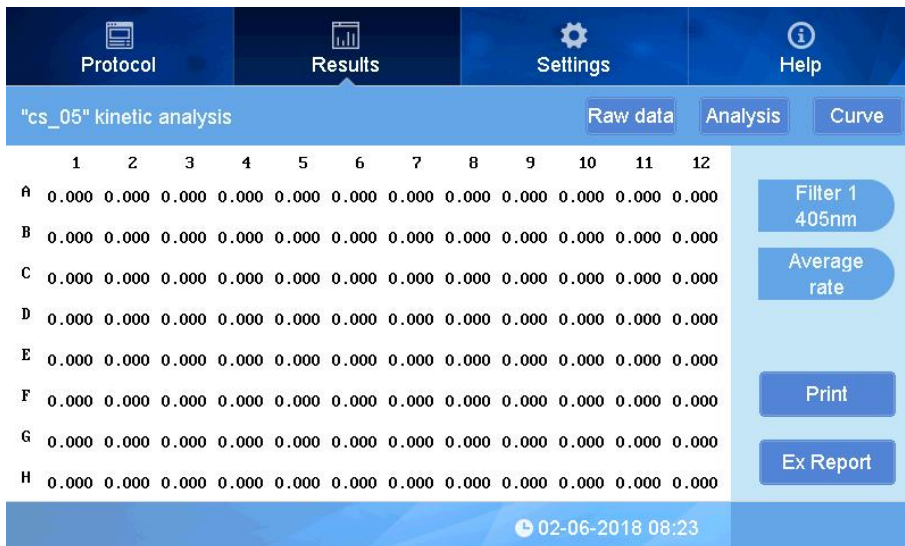 Protocol Results Settings Help
"cs_05" kinetic analysis Raw data Analysis Curve
1 2 3 4 5 6 7 8 9 10 11 12
A 0.000 0.000 0.000 0.000 0.000 0.000 0.000 0.000 0.000 0.000 0.000 0.000
B 0.000 0.000 0.000 0.000 0.000 0.000 0.000 0.000 0.000 0.000 0.000 0.000
C 0.000 0.000 0.000 0.000 0.000 0.000 0.000 0.000 0.000 0.000 0.000 0.000
D 0.000 0.000 0.000 0.000 0.000 0.000 0.000 0.000 0.000 0.000 0.000 0.000
E 0.000 0.000 0.000 0.000 0.000 0.000 0.000 0.000 0.000 0.000 0.000 0.000
F 0.000 0.000 0.000 0.000 0.000 0.000 0.000 0.000 0.000 0.000 0.000 0.000
G 0.000 0.000 0.000 0.000 0.000 0.000 0.000 0.000 0.000 0.000 0.000 0.000
H 0.000 0.000 0.000 0.000 0.000 0.000 0.000 0.000 0.000 0.000 0.000 0.000
Filter 1
405nm
Average
rate
Print
Ex Report
02-06-2018 08:23